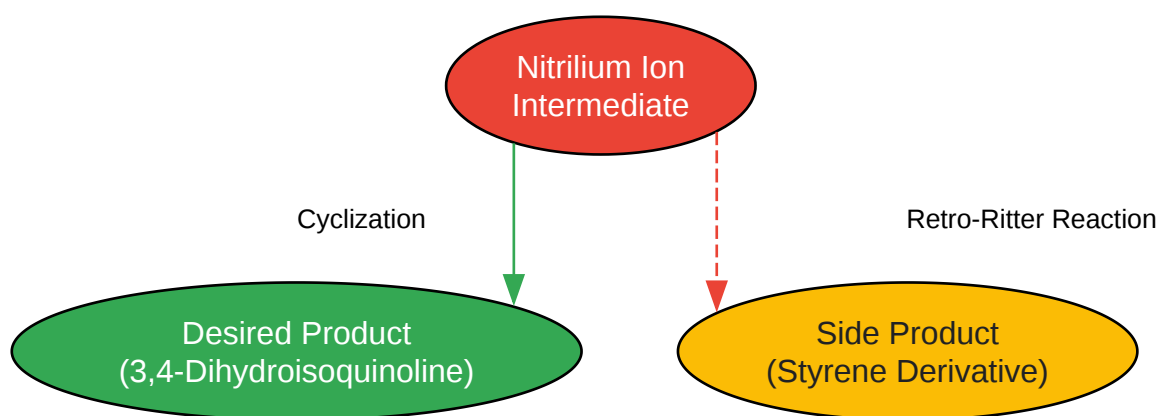 Nitrilium Ion
Intermediate
Cyclization
Retro-Ritter Reaction
Desired Product
(3,4-Dihydroisoquinoline)
Side Product
(Styrene Derivative)